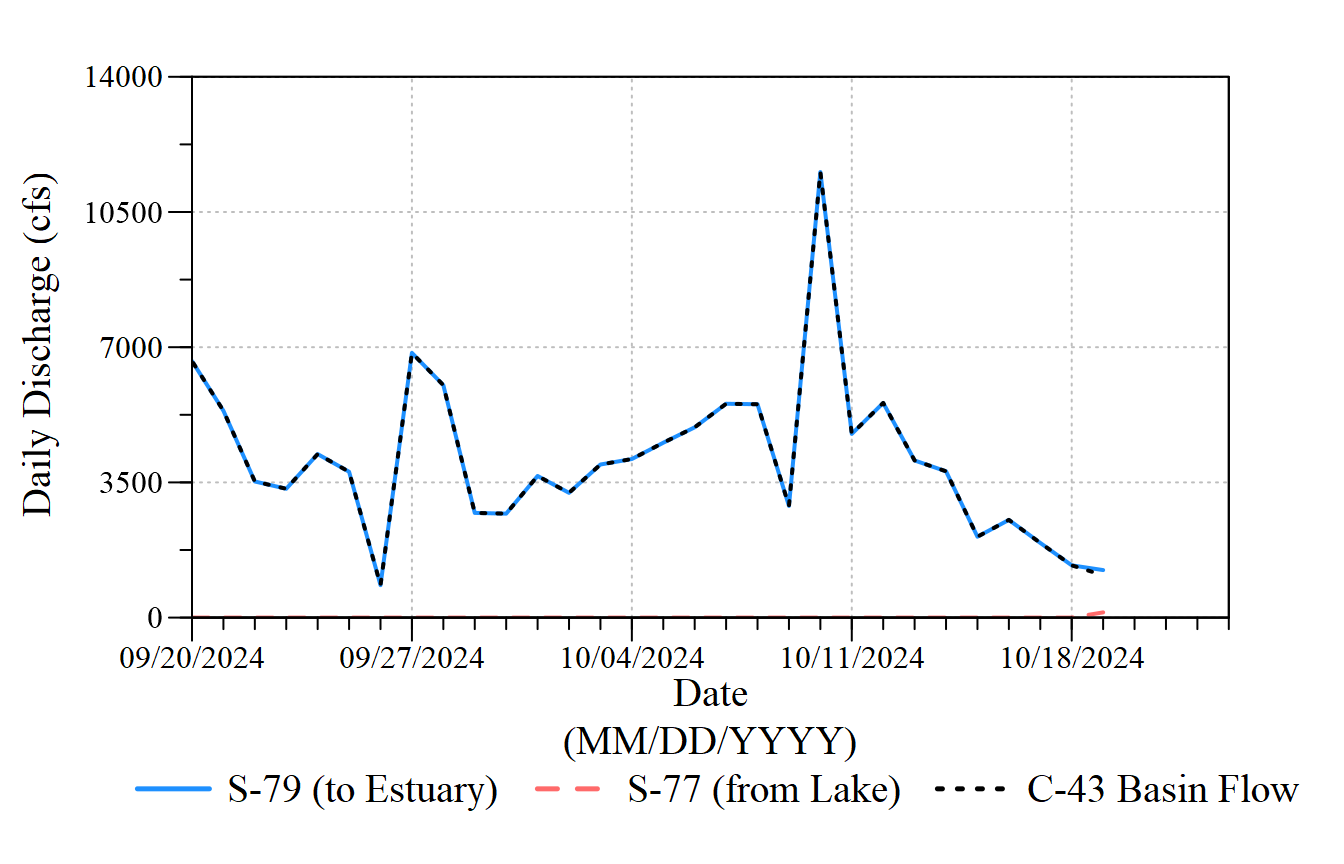 14000
10500
7000
3500
0
Daily Discharge (cfs)
09/20/2024 09/27/2024 10/04/2024 10/11/2024 10/18/2024
Date
(MM/DD/YYYY)
S-79 (to Estuary) S-77 (from Lake) C-43 Basin Flow